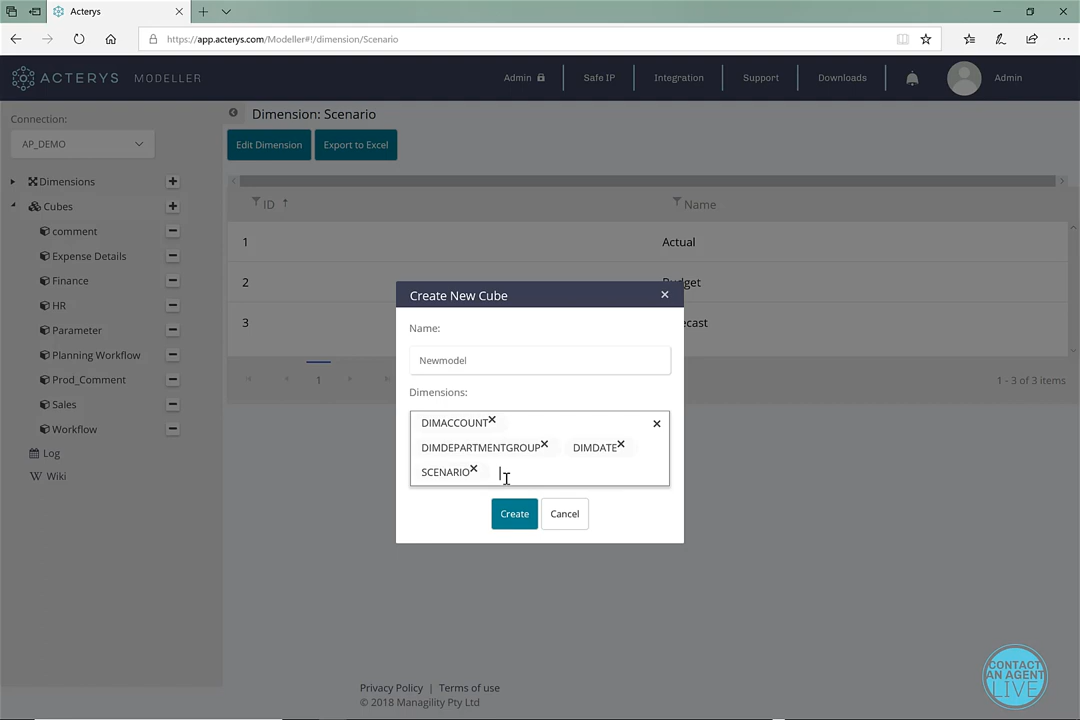 Acterys
https://app.acterys.com/Modeller#!/dimension/Scenario
ACTERYS MODELLER
Admin
Safe IP
Integration
Support
Downloads
Admin
Connection:
AP_DEMO
Dimensions
Cubes
comment
Expense Details
Finance
HR
Parameter
Planning Workflow
Prod_Comment
Sales
Workflow
Log
Wiki
Dimension: Scenario
Edit Dimension
Export to Excel
ID
Name
1
Actual
2
dget
3
ecast
1
1 - 3 of 3 items
Create New Cube
Name:
Newmodel
Dimensions:
DIMACCOUNT
DIMDEPARTMENTGROUP
DIMDATE
SCENARIO
Create
Cancel
Privacy Policy | Terms of use
© 2018 Managility Pty Ltd
CONTACT
AN AGENT
LIVE